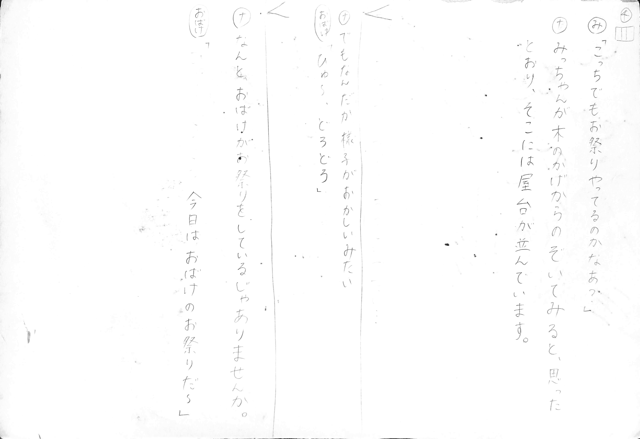 4
み「こっちでもお祭りやってるのかなあっ」
ナ みっちゃんが木のかげからのぞいてみると、思った
とおり、そこには屋台が並んでいます。
ナ でもなんだか様子がおかしいみたい
おばけ ひゅ〜、どろどろ」
ナ なんと、おばけがお祭りをしているじゃありませんか。
おばけ「
今日はおばけのお祭りだ〜」